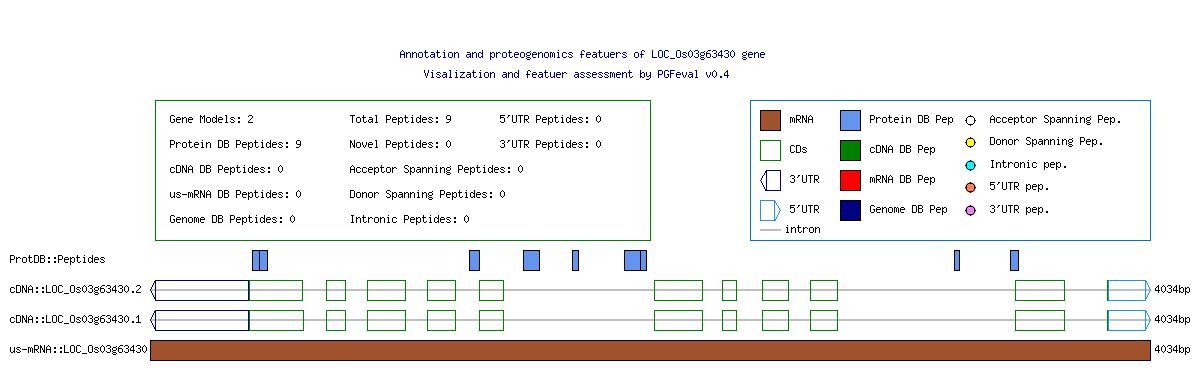 Annotation and proteogenomics featuers of LOC_Os03g63430 gene
Visalization and featuer assessment by PGFeval v0.4
Gene Models: 2 Total Peptides: 9 5'UTR Peptides: 0
Protein DB Peptides: 9 Novel Peptides: 0 3'UTR Peptides: 0
cDNA DB Peptides: 0 Acceptor Spanning Peptides: 0
us-mRNA DB Peptides: 0 Donor Spanning Peptides: 0
Genome DB Peptides: 0 Intronic Peptides: 0
mRNA Protein DB Pep Acceptor Spanning Pep.
CDs cDNA DB Pep Donor Spanning Pep.
3'UTR mRNA DB Pep Intronic pep.
5'UTR Genome DB Pep 5'UTR pep.
intron 3'UTR pep.
ProtDB::Peptides
cDNA::LOC_Os03g63430.2 4034bp
cDNA::LOC_Os03g63430.1 4034bp
us-mRNA::LOC_Os03g63430 4034bp